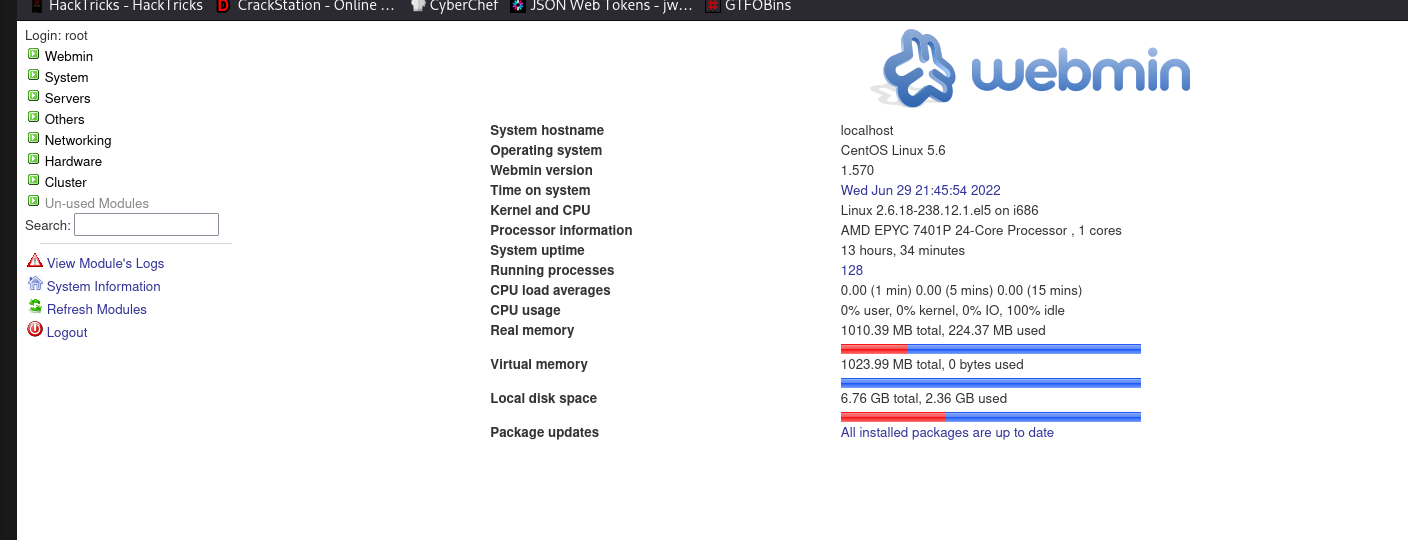 HackTricks - HackTricks CrackStation - Online ... CyberChef JSON Web Tokens - jw... GTFOBins
Login: root
Webmin
System
Servers
Others
Networking
Hardware
Cluster
Un-used Modules
Search:
View Module's Logs
System Information
Refresh Modules
Logout
webmin
System hostname localhost
Operating system CentOS Linux 5.6
Webmin version 1.570
Time on system Wed Jun 29 21:45:54 2022
Kernel and CPU Linux 2.6.18-238.12.1.el5 on i686
Processor information AMD EPYC 7401P 24-Core Processor , 1 cores
System uptime 13 hours, 34 minutes
Running processes 128
CPU load averages 0.00 (1 min) 0.00 (5 mins) 0.00 (15 mins)
CPU usage 0% user, 0% kernel, 0% IO, 100% idle
Real memory 1010.39 MB total, 224.37 MB used
Virtual memory 1023.99 MB total, 0 bytes used
Local disk space 6.76 GB total, 2.36 GB used
Package updates All installed packages are up to date